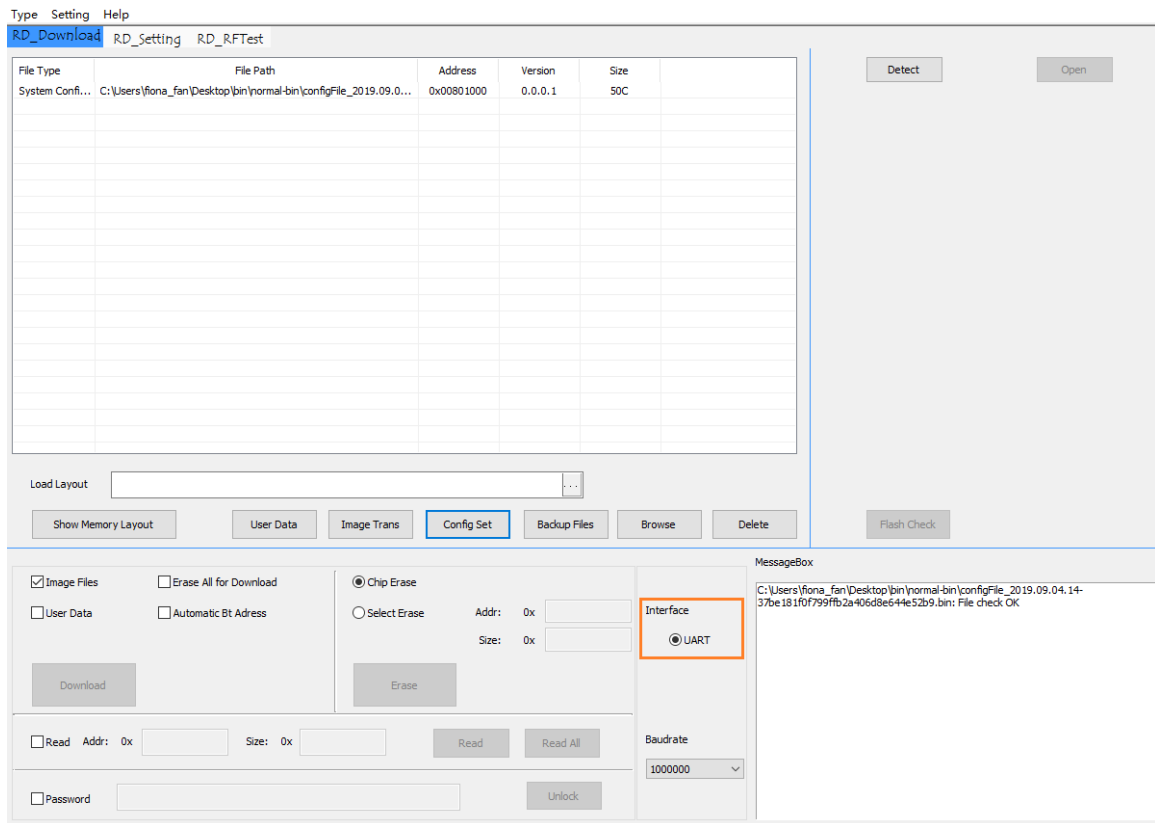 Type Setting Help
RD_Download RD_Setting RD_RFTest
File Type File Path Address Version Size
System Confi... C:\Users\fiona_fan\Desktop\bin\normal-bin\configFile_2019.09.0... 0x00801000 0.0.0.1 50C
Detect Open
Load Layout ...
Show Memory Layout User Data Image Trans Config Set Backup Files Browse Delete Flash Check
MessageBox
C:\Users\fiona_fan\Desktop\bin\normal-bin\configFile_2019.09.04.14-
37be181f0f799ffb2a406d8e644e52b9.bin: File check OK
Image Files Erase All for Download Chip Erase
User Data Automatic Bt Adress Select Erase Addr: 0x
Size: 0x
Interface
UART
Download Erase
Read Addr: 0x Size: 0x Read Read All
Baudrate
1000000
Password Unlock